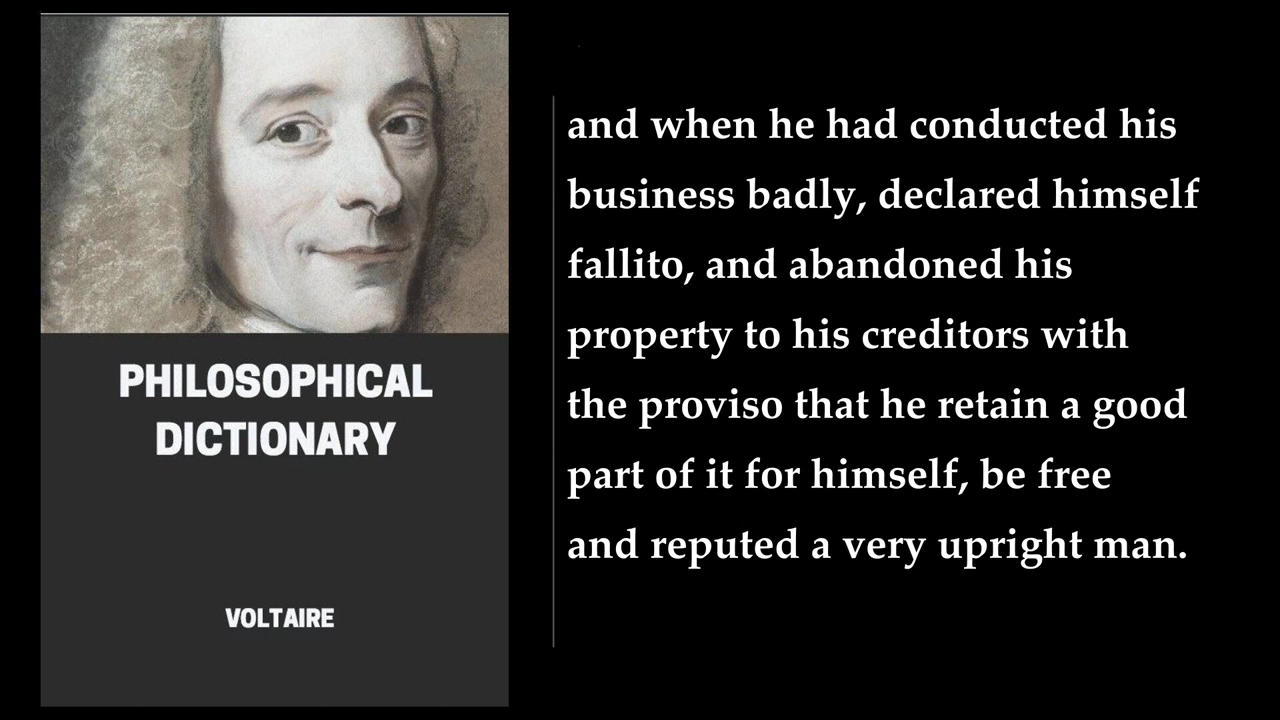 PHILOSOPHICAL
DICTIONARY
VOLTAIRE
and when he had conducted his
business badly, declared himself
fallito, and abandoned his
property to his creditors with
the proviso that he retain a good
part of it for himself, be free
and reputed a very upright man.